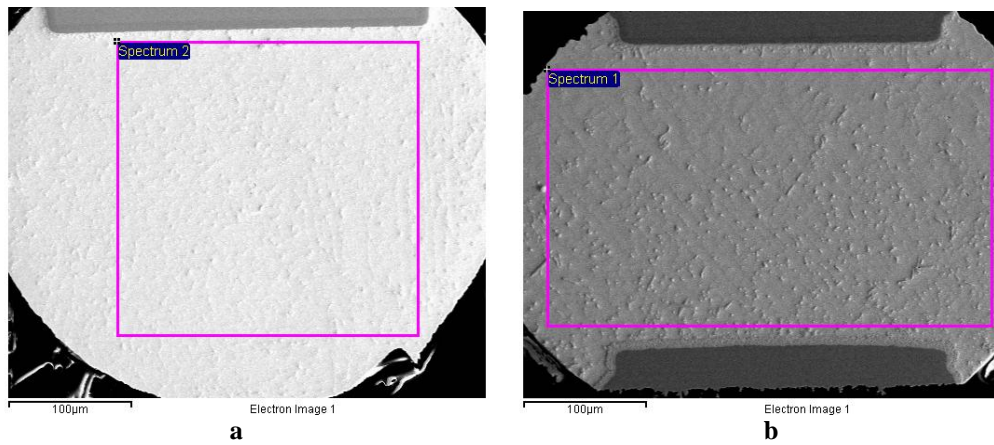 Spectrum 2
100µm Electron Image 1
a
Spectrum 1
100µm Electron Image 1
b